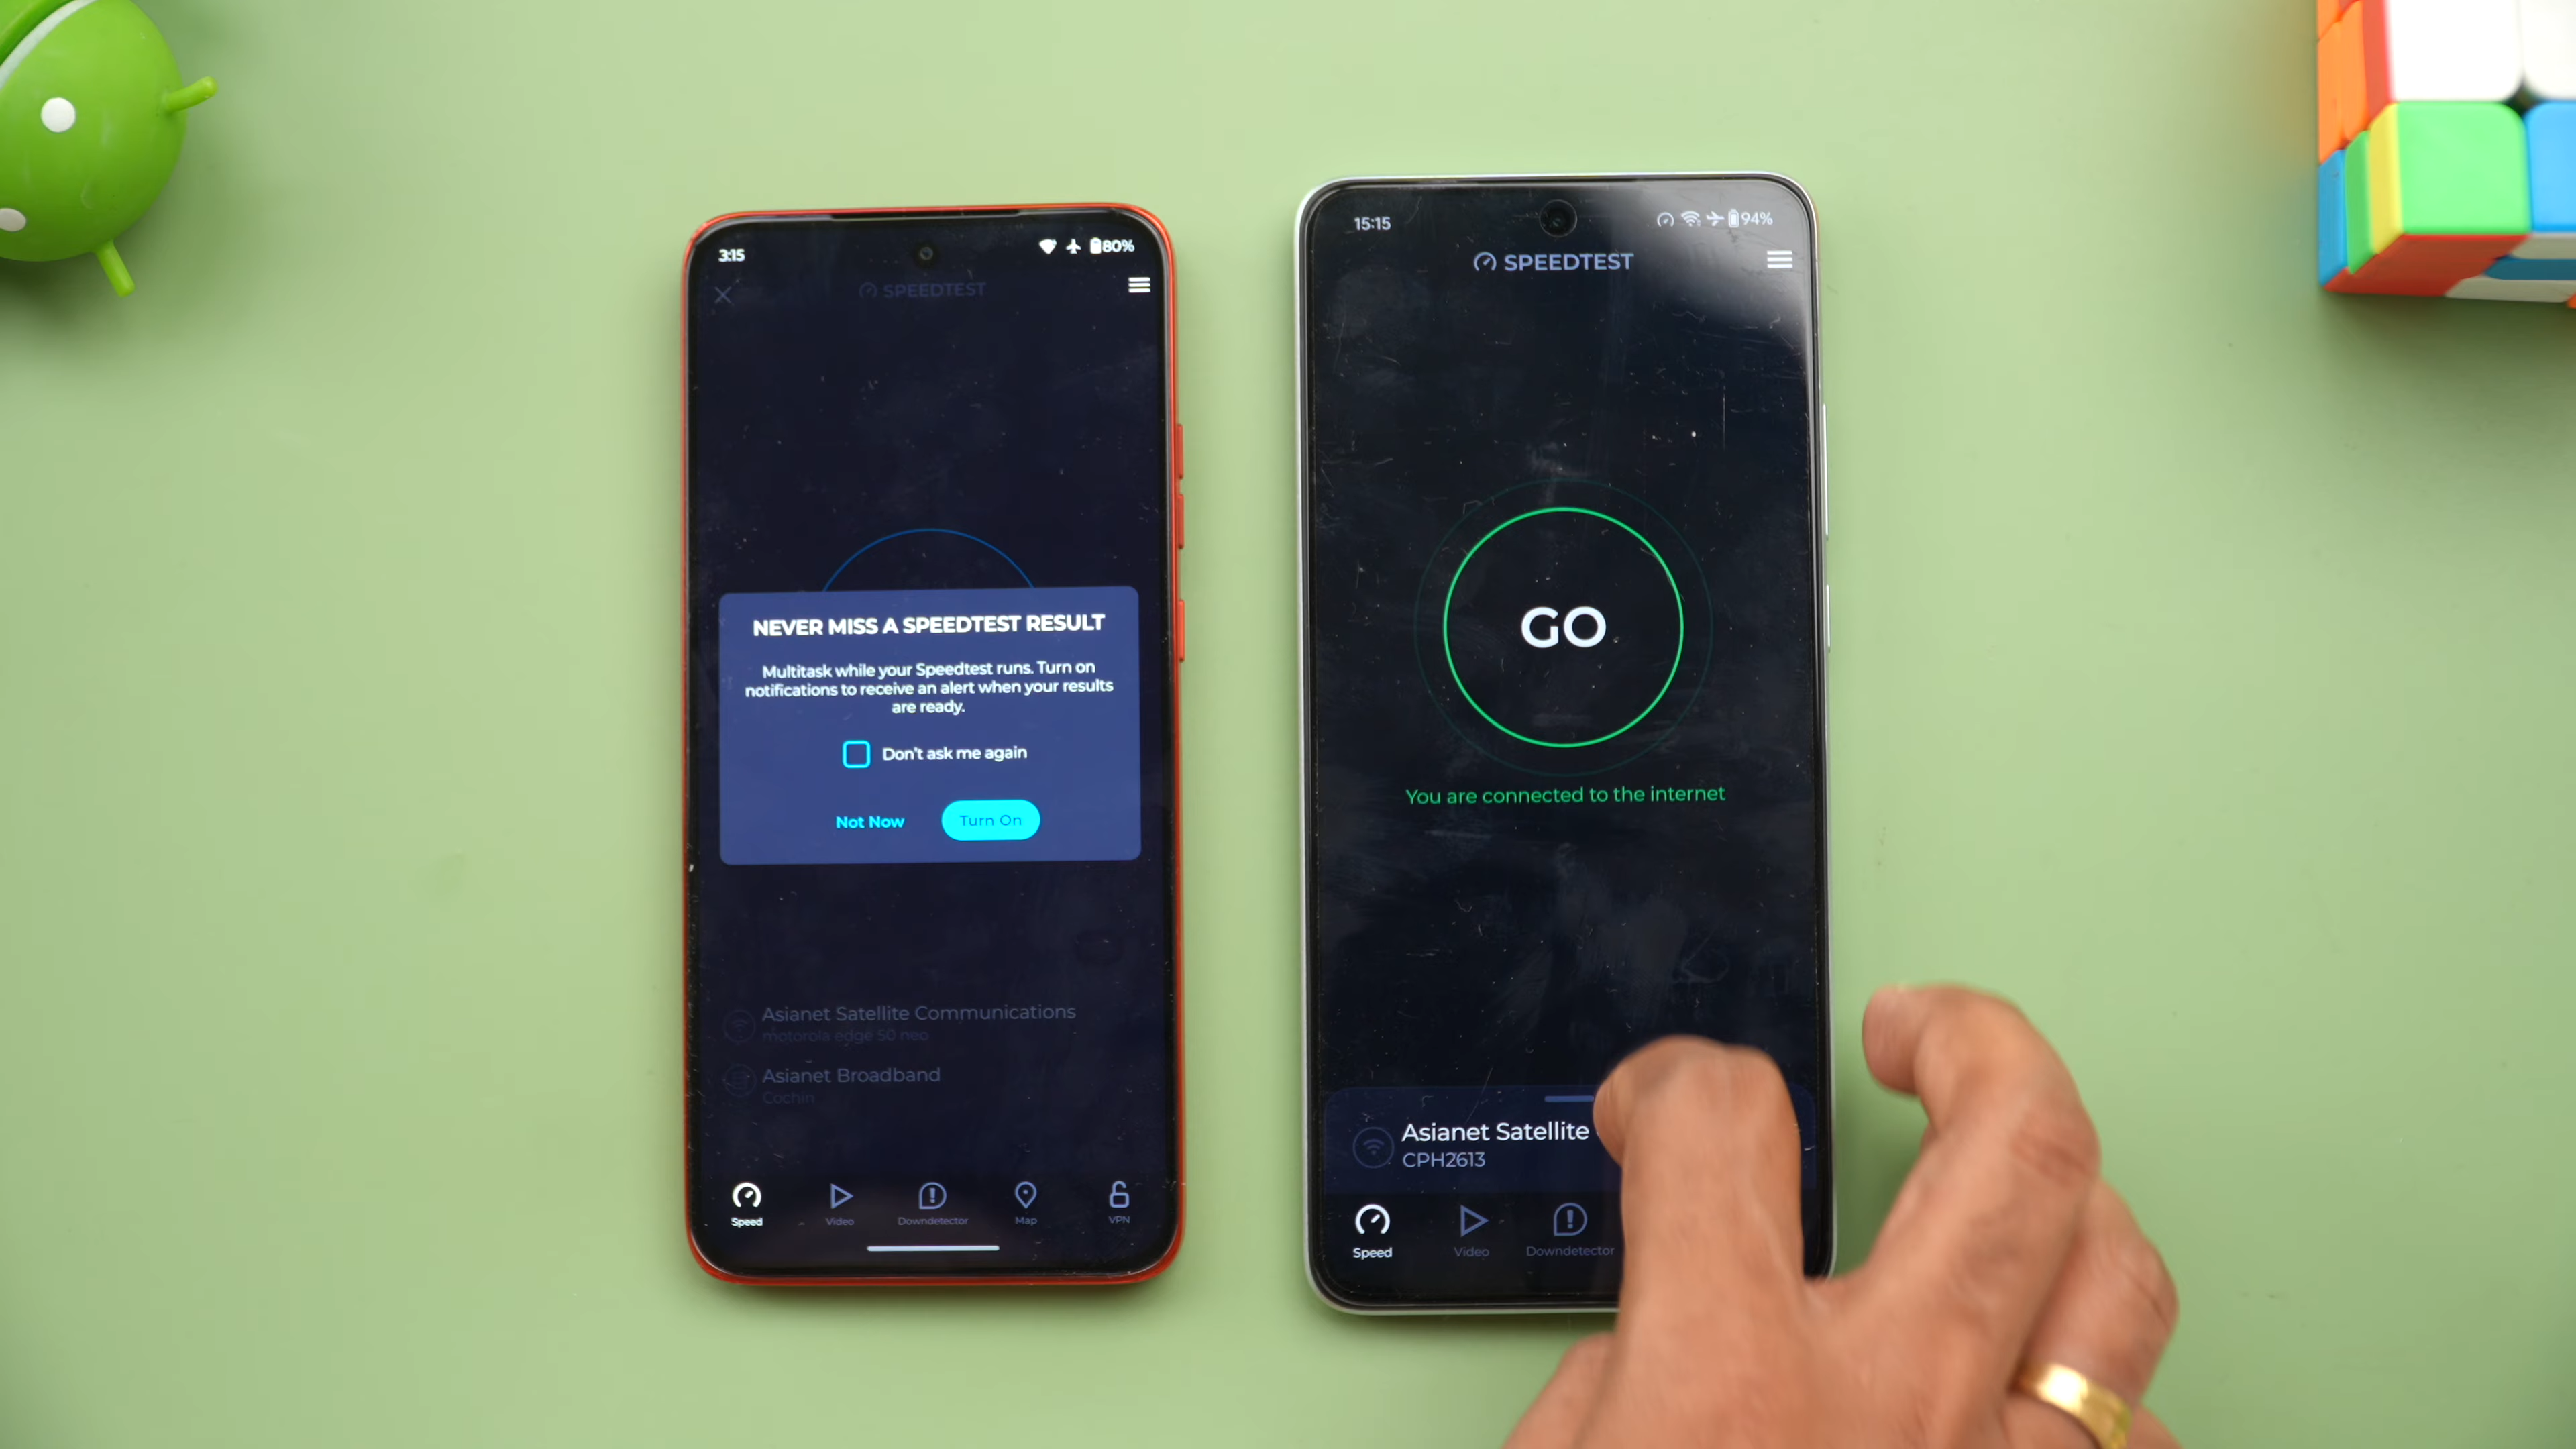 3:15
80%
SPEEDTEST
NEVER MISS A SPEEDTEST RESULT
Multitask while your Speedtest runs. Turn on
notifications to receive an alert when your results
are ready.
Don't ask me again
Not Now
Turn On
Asianet Satellite Communications
motorola edge 50 neo
Asianet Broadband
Cochin
Speed
Video
Downdetector
Map
VPN
15:15
94%
SPEEDTEST
GO
You are connected to the internet
Asianet Satellite
CPH2613
Speed
Video
Downdetector